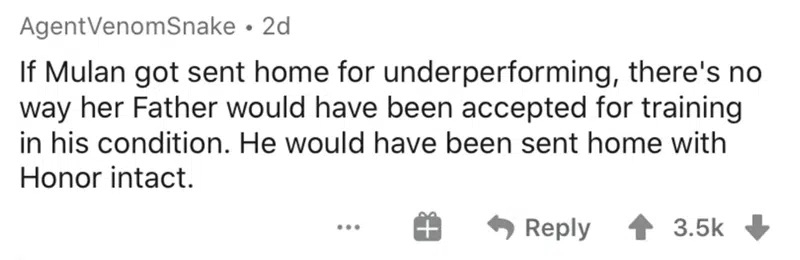 AgentVenomSnake • 2d
If Mulan got sent home for underperforming, there's no
way her Father would have been accepted for training
in his condition. He would have been sent home with
Honor intact.
... Reply 3.5k